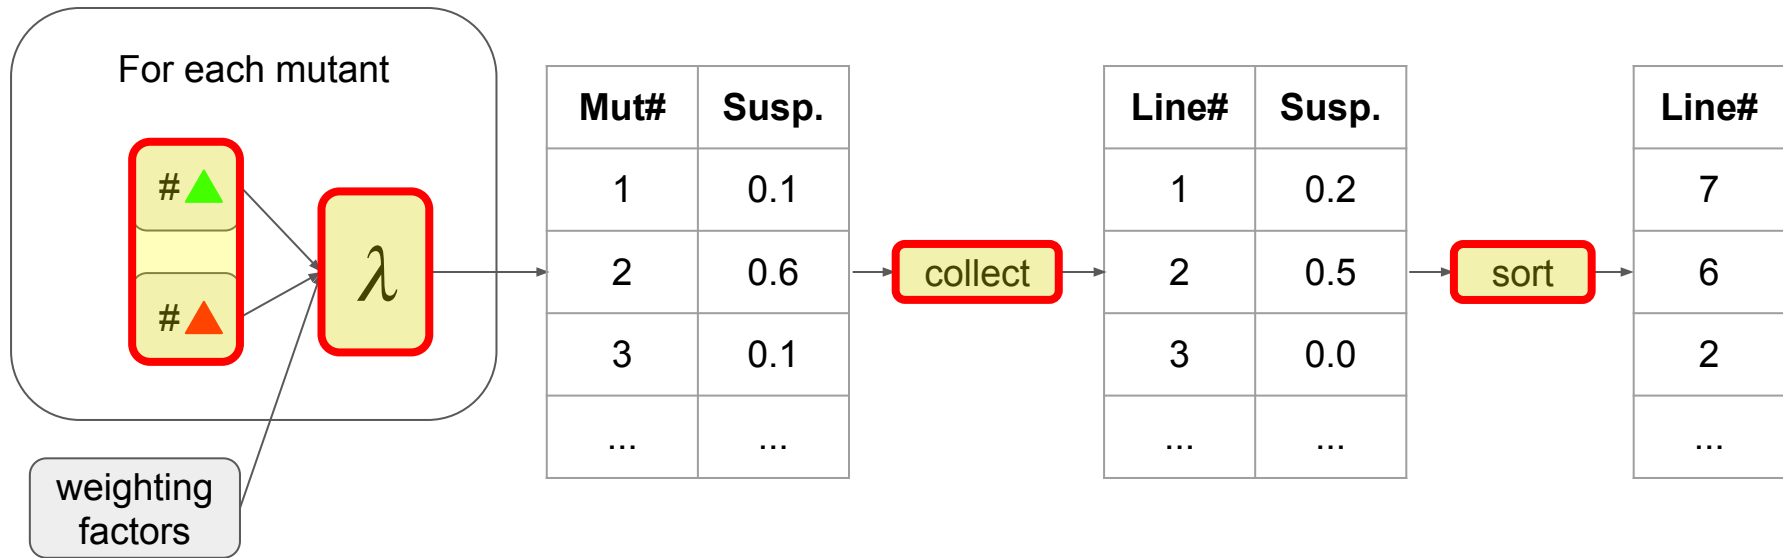 For each mutant
#
#
λ
weighting
factors
Mut# Susp.
1 0.1
2 0.6
3 0.1
... ...
collect
Line# Susp.
1 0.2
2 0.5
3 0.0
... ...
sort
Line#
7
6
2
...